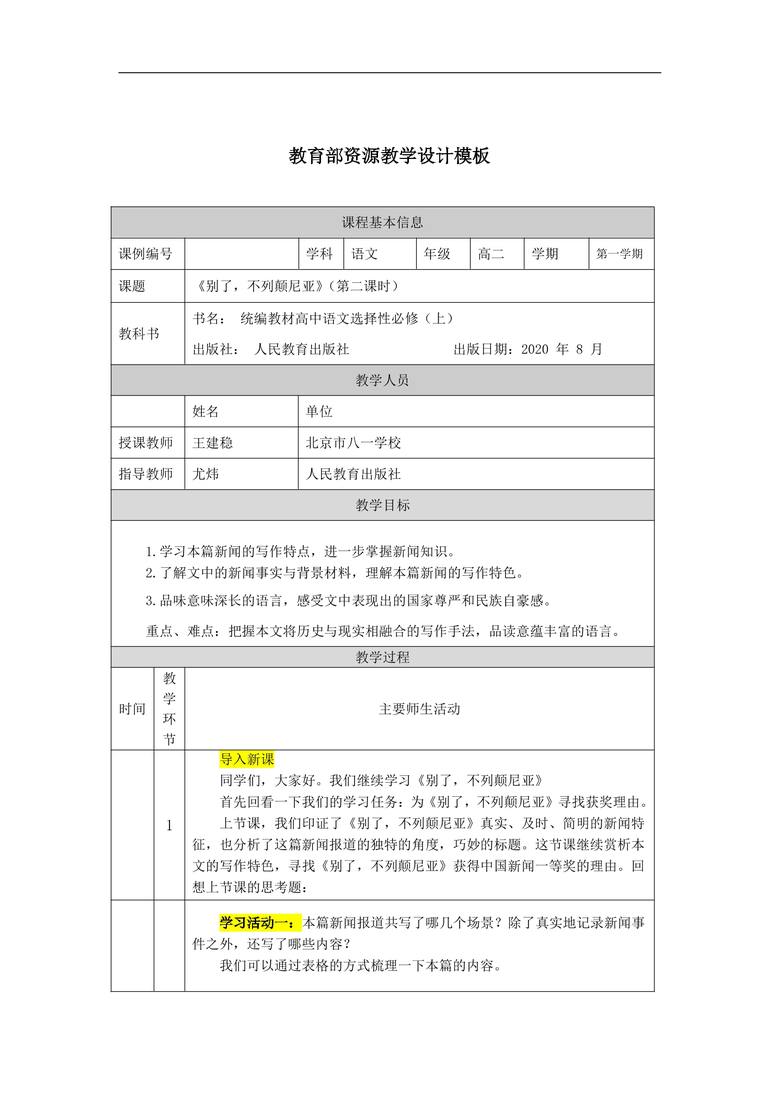 教育部资源教学设计模板
课程基本信息
课例编号 学科 语文 年级 高二 学期 第一学期
课题 《别了，不列颠尼亚》（第二课时）
教科书
书名： 统编教材高中语文选择性必修（上）
出版社： 人民教育出版社 出版日期：2020 年 8 月
教学人员
姓名 单位
授课教师 王建稳 北京市八一学校
指导教师 尤炜 人民教育出版社
教学目标
1.学习本篇新闻的写作特点，进一步掌握新闻知识。
2.了解文中的新闻事实与背景材料，理解本篇新闻的写作特色。
3.品味意味深长的语言，感受文中表现出的国家尊严和民族自豪感。
重点、难点：把握本文将历史与现实相融合的写作手法，品读意蕴丰富的语言。
教学过程
时间
教
学
环
节
主要师生活动
1
导入新课
同学们，大家好。我们继续学习《别了，不列颠尼亚》
首先回看一下我们的学习任务：为《别了，不列颠尼亚》寻找获奖理由。
上节课，我们印证了《别了，不列颠尼亚》真实、及时、简明的新闻特
征，也分析了这篇新闻报道的独特的角度，巧妙的标题。这节课继续赏析本
文的写作特色，寻找《别了，不列颠尼亚》获得中国新闻一等奖的理由。回
想上节课的思考题：
学习活动一：本篇新闻报道共写了哪几个场景？除了真实地记录新闻事
件之外，还写了哪些内容？
我们可以通过表格的方式梳理一下本篇的内容。